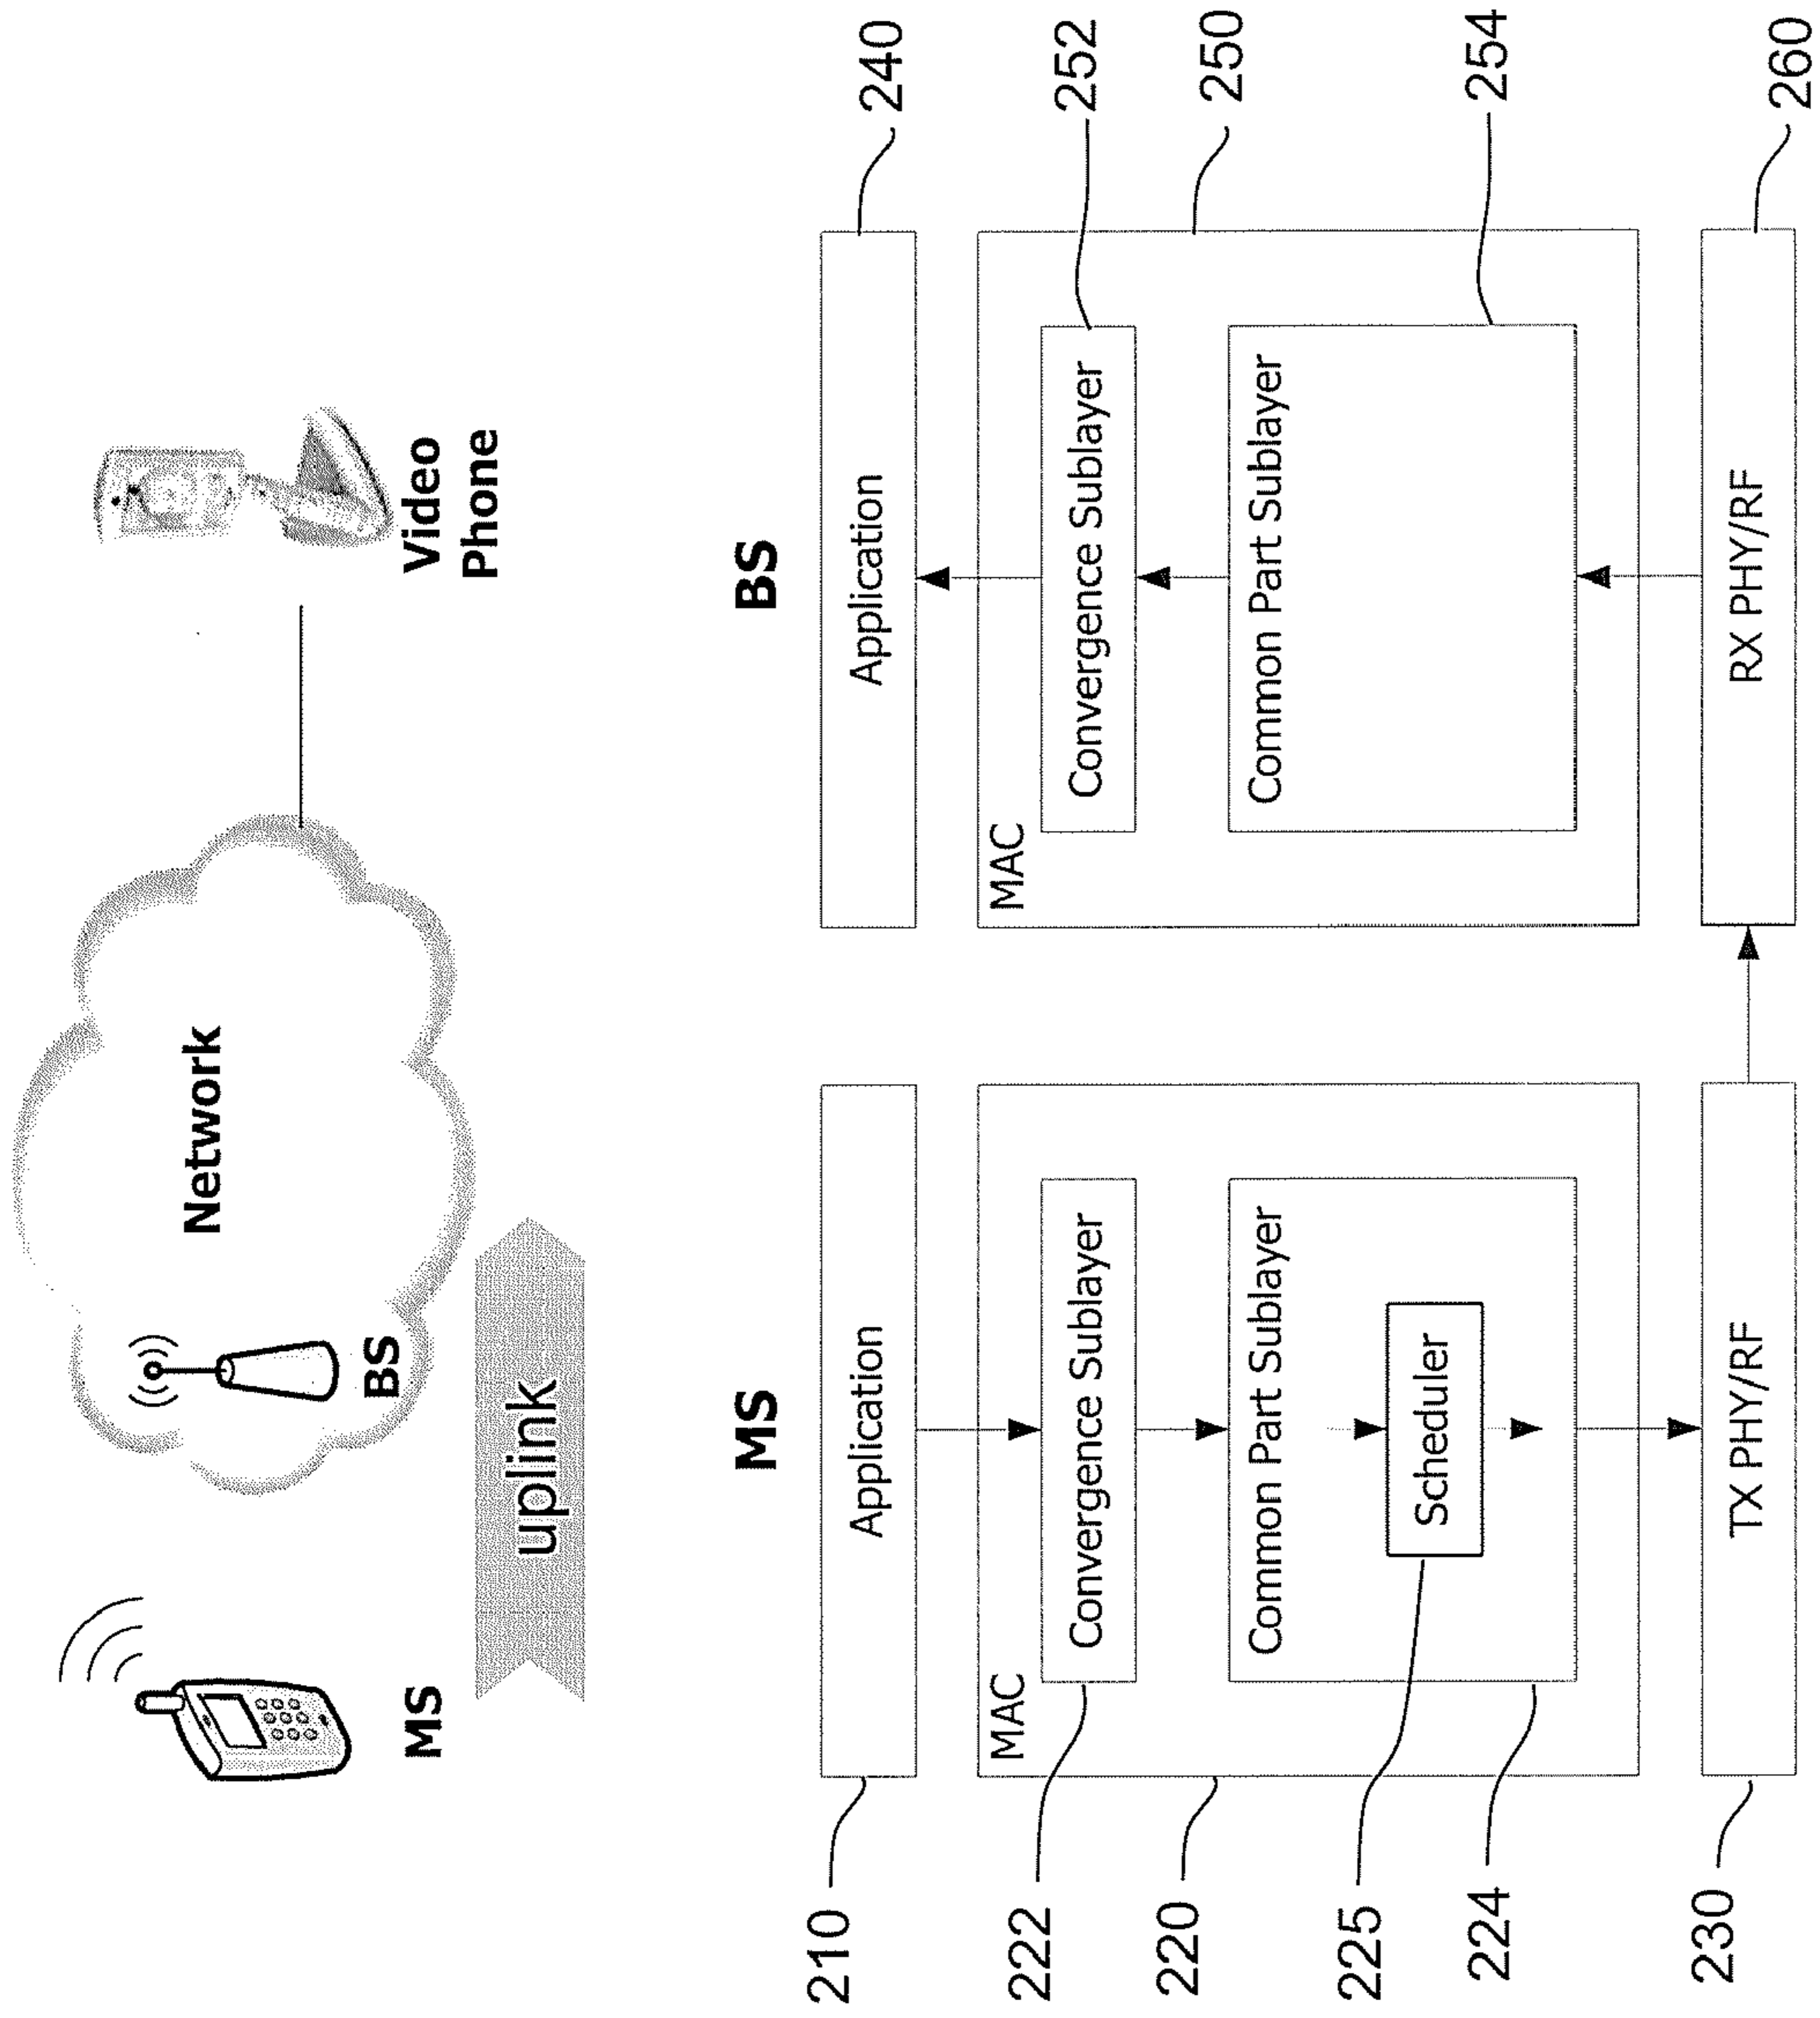 Network
Video
Phone
BS
MS
uplink
MS
BS
210
Application
Application
240
MAC
MAC
222
Convergence Sublayer
Convergence Sublayer
252
220
250
Common Part Sublayer
Common Part Sublayer
225
Scheduler
224
254
230
TX PHY/RF
RX PHY/RF
260